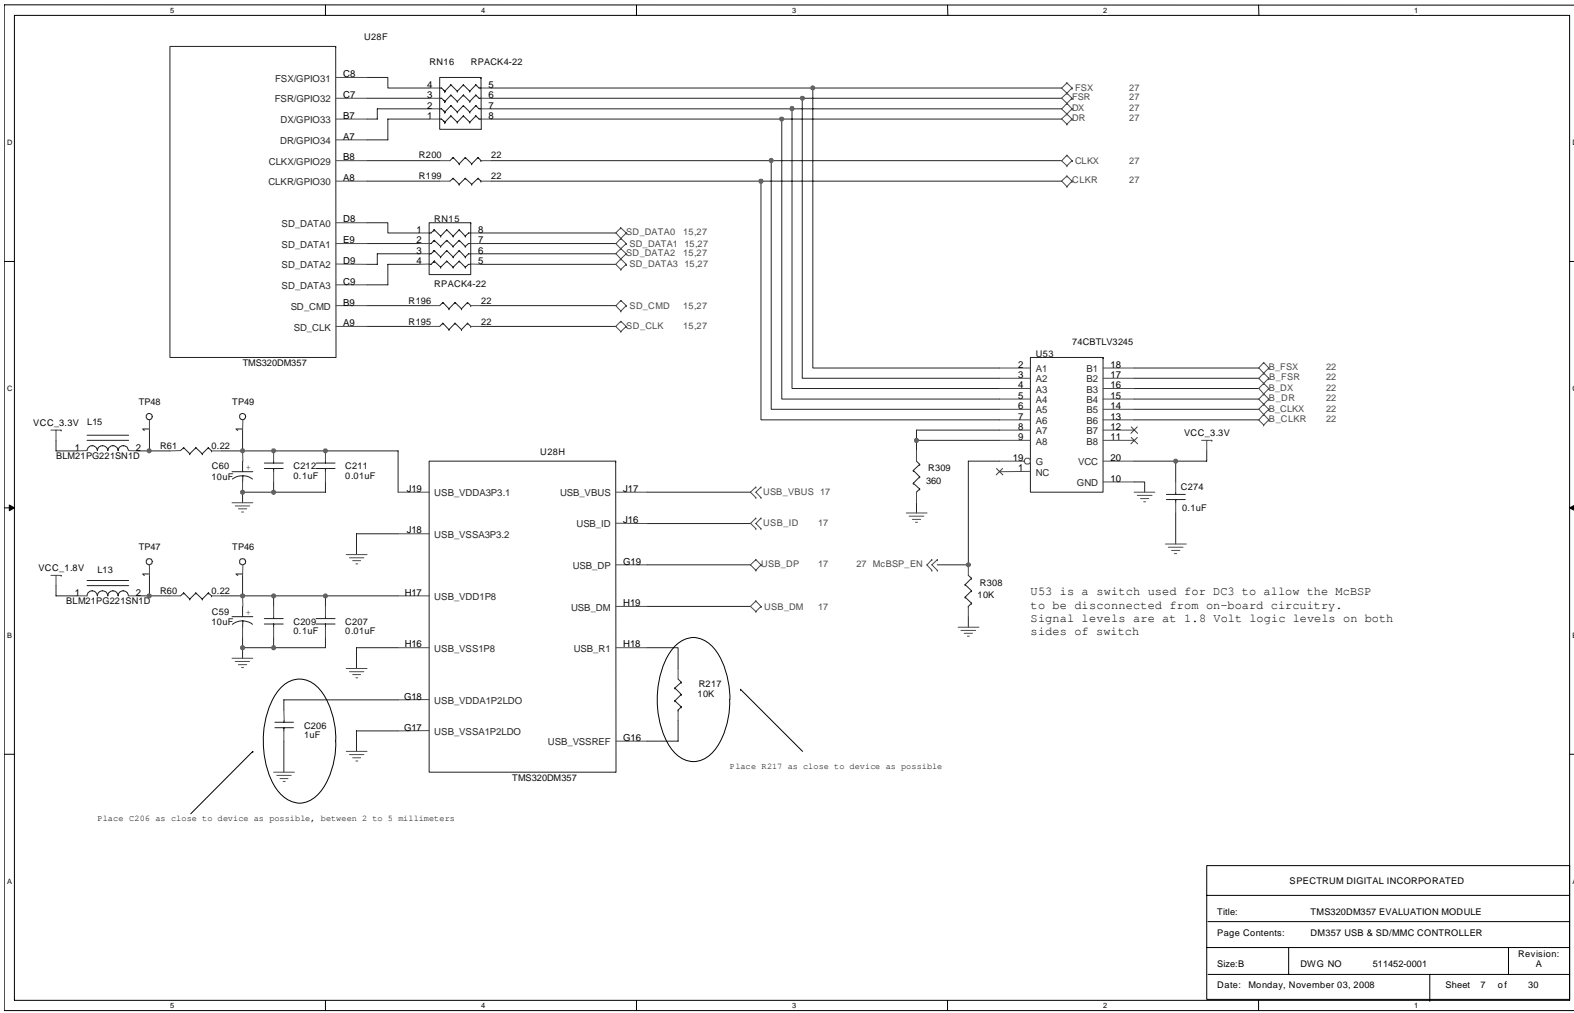 5 4 3 2 1
D
C
B
A
U28F
FSX/GPIO31 C8
FSR/GPIO32 C7
DX/GPIO33 B7
DR/GPIO34 A7
CLKX/GPIO29 B8
CLKR/GPIO30 A8
SD_DATA0 D8
SD_DATA1 E9
SD_DATA2 D9
SD_DATA3 C9
SD_CMD B9
SD_CLK A9
TMS320DM357
RN16 RPACK4-22
4 5
3 6
2 7
1 8
R200 22
R199 22
RN15
1 8
2 7
3 6
4 5
RPACK4-22
R196 22
R195 22
FSX 27
FSR 27
DX 27
DR 27
CLKX 27
CLKR 27
SD_DATA0 15,27
SD_DATA1 15,27
SD_DATA2 15,27
SD_DATA3 15,27
SD_CMD 15,27
SD_CLK 15,27
74CBTLV3245
U53
2 A1 B1 18
3 A2 B2 17
4 A3 B3 16
5 A4 B4 15
6 A5 B5 14
7 A6 B6 13
8 A7 B7 12
9 A8 B8 11
19 G VCC 20
1 NC
GND 10
B_FSX 22
B_FSR 22
B_DX 22
B_DR 22
B_CLKX 22
B_CLKR 22
VCC_3.3V
C274
0.1uF
R309
360
27 McBSP_EN
R308
10K
U53 is a switch used for DC3 to allow the McBSP
to be disconnected from on-board circuitry.
Signal levels are at 1.8 Volt logic levels on both
sides of switch
TP48 TP49
1 1
VCC_3.3V L15
1 2
BLM21PG221SN1D
R61 0.22
C60
10uF
+
C212
0.1uF
C211
0.01uF
TP47 TP46
1 1
VCC_1.8V L13
1 2
BLM21PG221SN1D
R60 0.22
C59
10uF
+
C209
0.1uF
C207
0.01uF
U28H
J19 USB_VDDA3P3.1
J18 USB_VSSA3P3.2
H17 USB_VDD1P8
H16 USB_VSS1P8
G18 USB_VDDA1P2LDO
G17 USB_VSSA1P2LDO
USB_VBUS J17
USB_ID J16
USB_DP G19
USB_DM H19
USB_R1 H18
USB_VSSREF G16
TMS320DM357
USB_VBUS 17
USB_ID 17
USB_DP 17
USB_DM 17
R217
10K
Place R217 as close to device as possible
C206
1uF
Place C206 as close to device as possible, between 2 to 5 millimeters
SPECTRUM DIGITAL INCORPORATED
Title: TMS320DM357 EVALUATION MODULE
Page Contents: DM357 USB & SD/MMC CONTROLLER
Size:B DWG NO 511452-0001 Revision: A
Date: Monday, November 03, 2008 Sheet 7 of 30
5 4 3 2 1